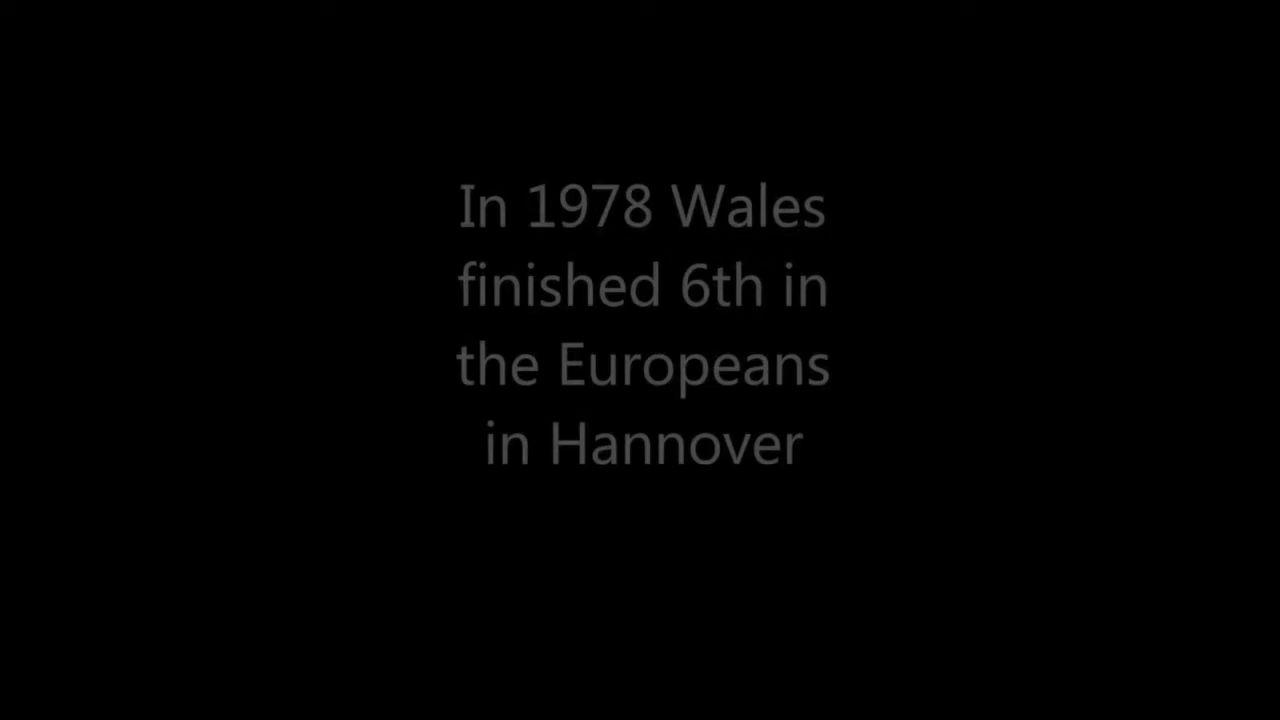 In 1978 Wales
finished 6th in
the Europeans
in Hannover